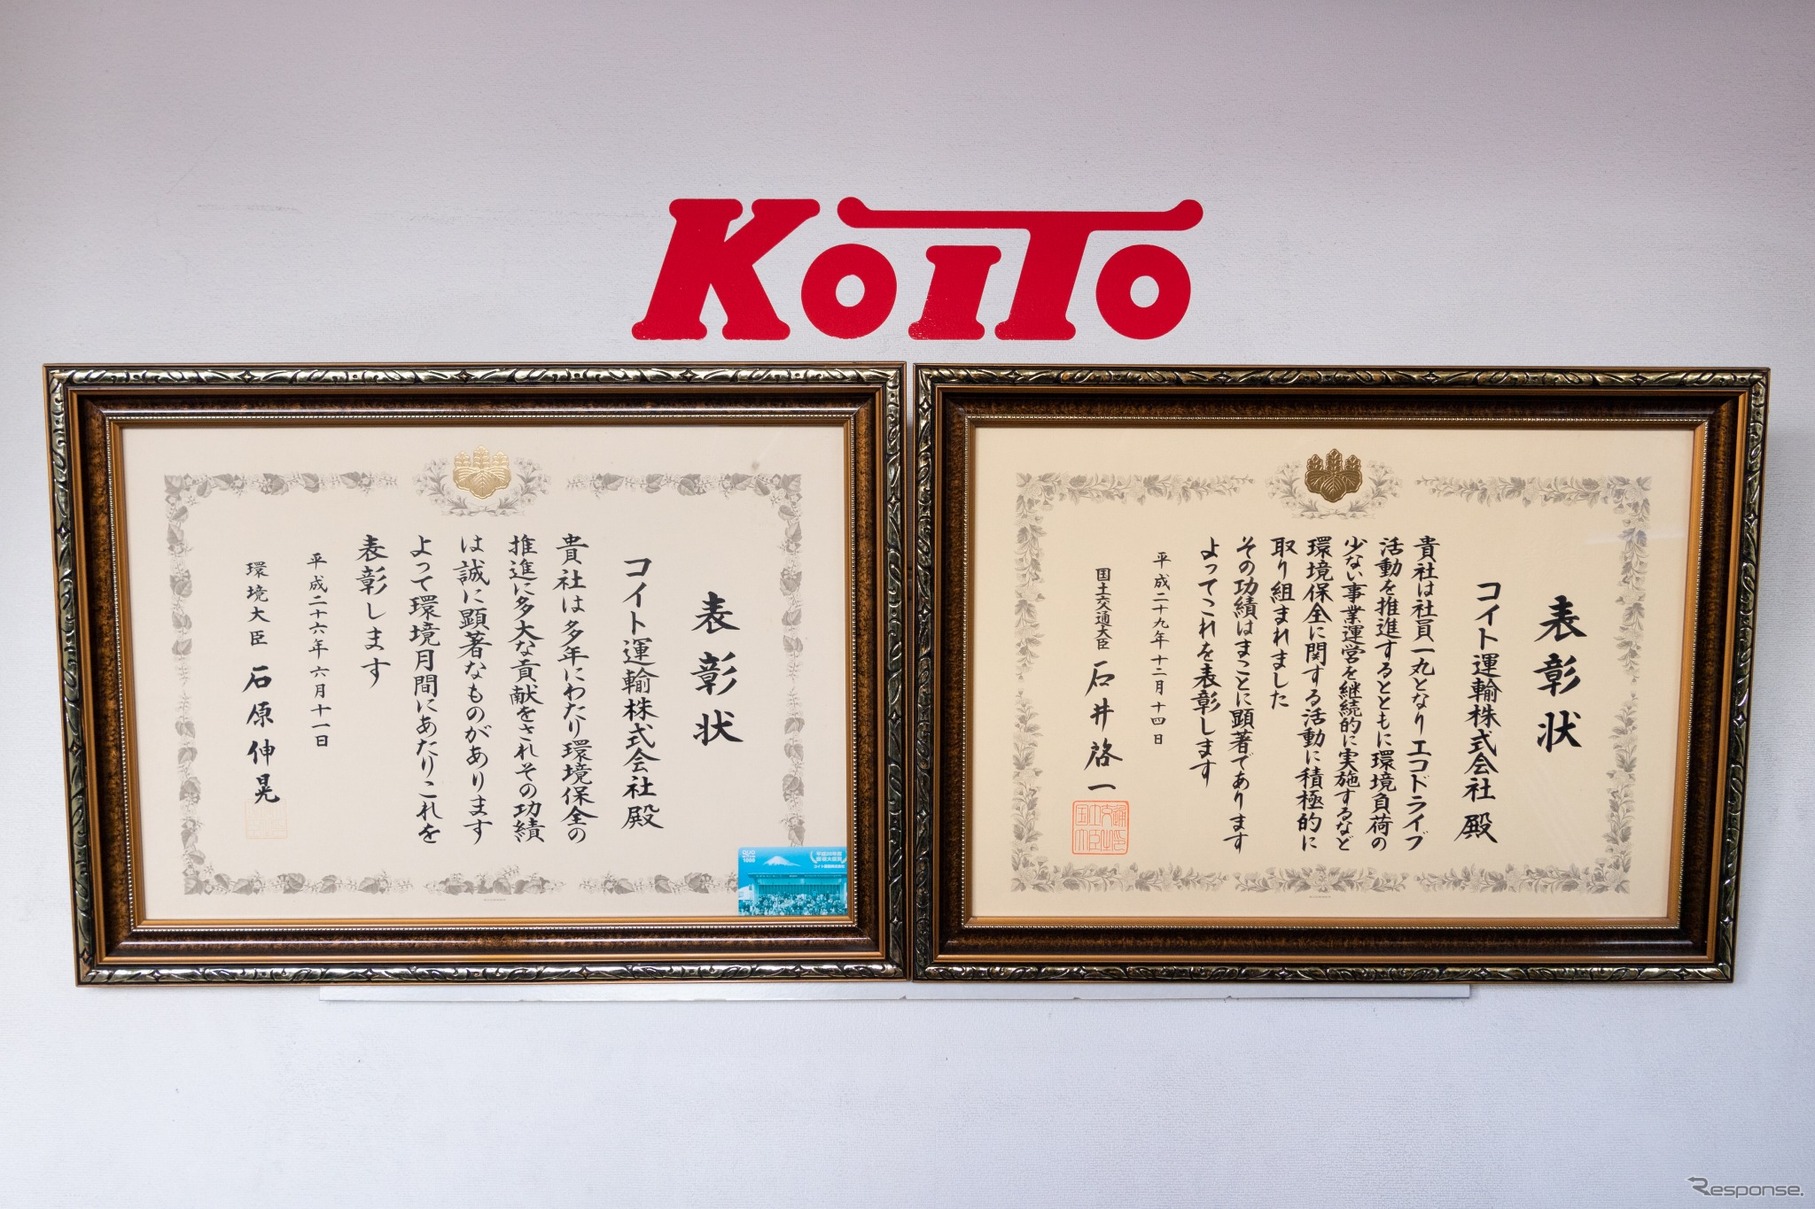 KoiTo
表彰状
コイト運輸株式会社殿
貴社は多年にわたり環境保全の
推進に多大な貢献をされその功績
は誠に顕著なものがあります
よって環境月間にあたりこれを
表彰します
平成二十六年六月十一日
環境大臣 石原伸晃
表彰状
コイト運輸株式会社殿
貴社は社員一丸となりエコドライブ
活動を推進するとともに環境負荷の
少ない事業運営を継続的に実施するなど
環境保全に関する活動に積極的に
取り組まれました
その功績はまことに顕著であります
よってこれを表彰します
平成二十九年十二月十四日
国土交通大臣 石井啓一
Response.